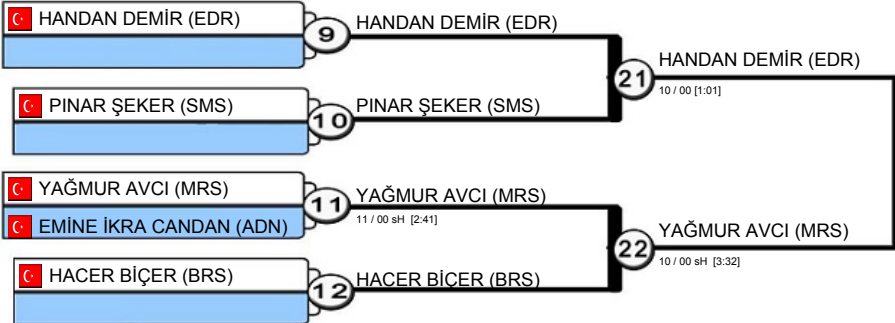 HANDAN DEMİR (EDR)
9
HANDAN DEMİR (EDR)
21
HANDAN DEMİR (EDR)
10 / 00 [1:01]
PINAR ŞEKER (SMS)
10
PINAR ŞEKER (SMS)
YAĞMUR AVCI (MRS)
EMİNE İKRA CANDAN (ADN)
11
YAĞMUR AVCI (MRS)
11 / 00 sH [2:41]
22
YAĞMUR AVCI (MRS)
10 / 00 sH [3:32]
HACER BİÇER (BRS)
12
HACER BİÇER (BRS)